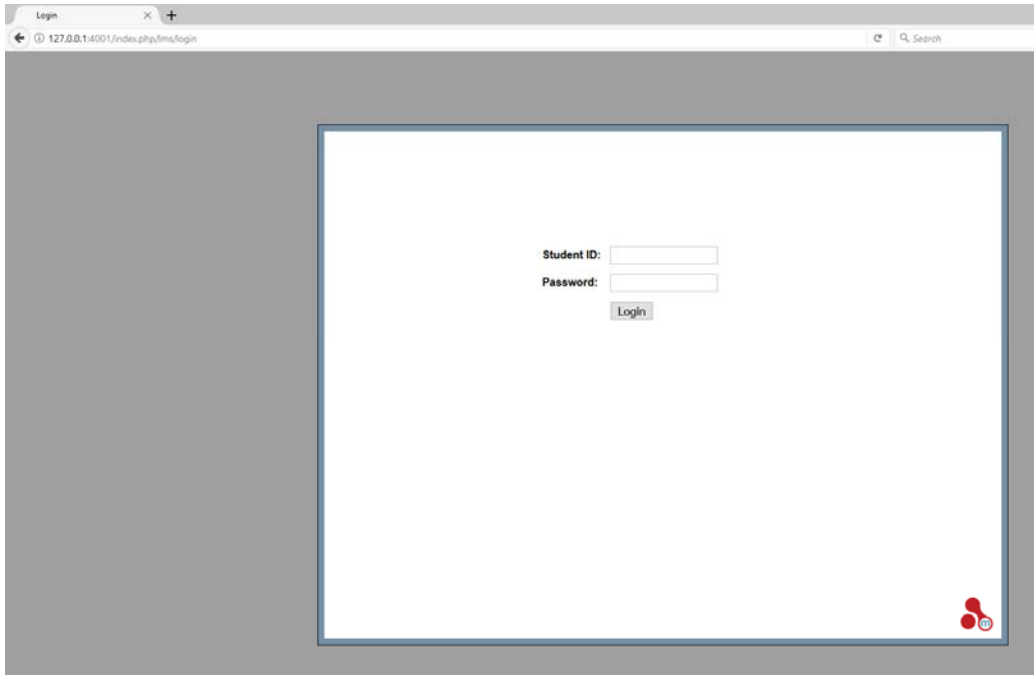 Login
127.0.0.1:4001/index.php/lms/login
Search
Student ID:
Password:
Login
m